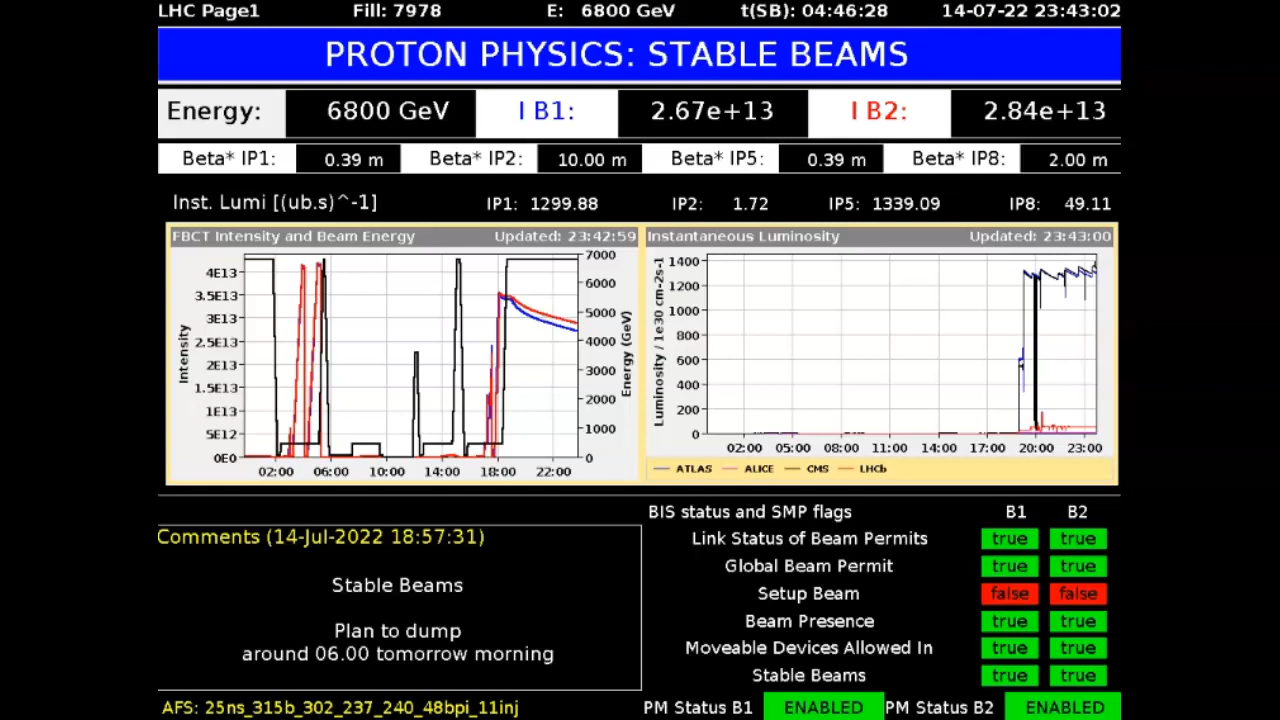 LHC Page1 Fill: 7978 E: 6800 GeV t(SB): 04:46:28 14-07-22 23:43:02
PROTON PHYSICS: STABLE BEAMS
Energy: 6800 GeV I B1: 2.67e+13 I B2: 2.84e+13
Beta* IP1: 0.39 m Beta* IP2: 10.00 m Beta* IP5: 0.39 m Beta* IP8: 2.00 m
Inst. Lumi [(ub.s)^-1] IP1: 1299.88 IP2: 1.72 IP5: 1339.09 IP8: 49.11
FBCT Intensity and Beam Energy Updated: 23:42:59
Intensity
4E13
3.5E13
3E13
2.5E13
2E13
1.5E13
1E13
5E12
0E0
7000
6000
5000
4000
3000
2000
1000
0
Energy (GeV)
02:00 06:00 10:00 14:00 18:00 22:00
Instantaneous Luminosity Updated: 23:43:00
Luminosity / 1e30 cm-2s-1
1400
1200
1000
800
600
400
200
0
02:00 05:00 08:00 11:00 14:00 17:00 20:00 23:00
ATLAS ALICE CMS LHCb
Comments (14-Jul-2022 18:57:31)
Stable Beams
Plan to dump
around 06.00 tomorrow morning
BIS status and SMP flags B1 B2
Link Status of Beam Permits true true
Global Beam Permit true true
Setup Beam false false
Beam Presence true true
Moveable Devices Allowed In true true
Stable Beams true true
AFS: 25ns_315b_302_237_240_48bpi_11inj PM Status B1 ENABLED PM Status B2 ENABLED